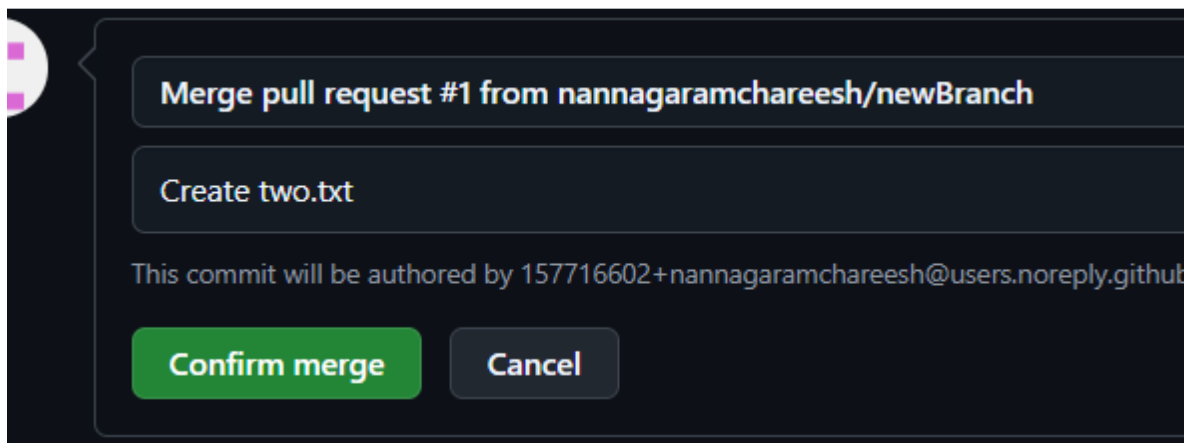 Merge pull request #1 from nannagaramchareesh/newBranch
Create two.txt
This commit will be authored by 157716602+nannagaramchareesh@users.noreply.github
Confirm merge
Cancel